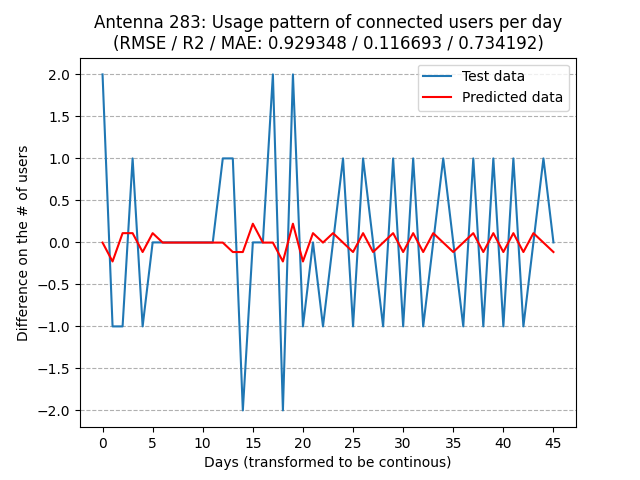 Antenna 283: Usage pattern of connected users per day
(RMSE / R2 / MAE: 0.929348 / 0.116693 / 0.734192)
Test data
Predicted data
Difference on the # of users
2.0
1.5
1.0
0.5
0.0
−0.5
−1.0
−1.5
−2.0
0 5 10 15 20 25 30 35 40 45
Days (transformed to be continous)